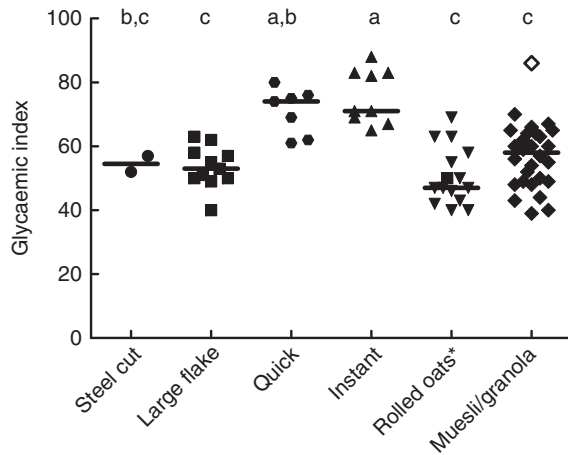 b,c c a,b a c c
100
80
60
40
20
0
Glycaemic index
Steel cut
Large flake
Quick
Instant
Rolled oats*
Muesli/granola